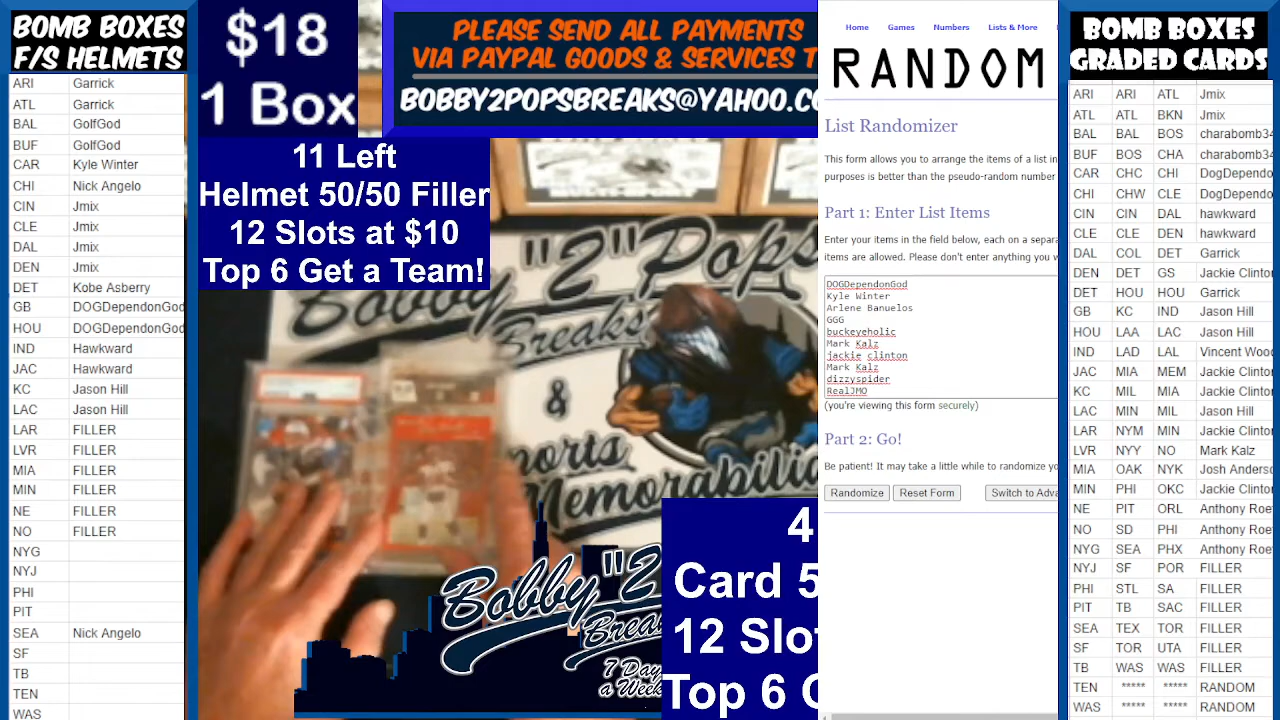 BOMB BOXES
F/S HELMETS
ARI Garrick
ATL Garrick
BAL GolfGod
BUF GolfGod
CAR Kyle Winter
CHI Nick Angelo
CIN Jmix
CLE Jmix
DAL Jmix
DEN Jmix
DET Kobe Asberry
GB DOGDependonGod
HOU DOGDependonGod
IND Hawkward
JAC Hawkward
KC Jason Hill
LAC Jason Hill
LAR FILLER
LVR FILLER
MIA FILLER
MIN FILLER
NE FILLER
NO FILLER
NYG
NYJ
PHI
PIT
SEA Nick Angelo
SF
TB
TEN
WAS
$18
1 Box
PLEASE SEND ALL PAYMENTS
VIA PAYPAL GOODS & SERVICES T
BOBBY2POPSBREAKS@YAHOO.CO
11 Left
Helmet 50/50 Filler
12 Slots at $10
Top 6 Get a Team!
Bobby "2" Pops
Breaks
&
ports
Memorabilia
Bobby "2
Brea
7 Day
a Week
4
Card 5
12 Slo
Top 6 G
Home Games Numbers Lists & More
RANDOM
List Randomizer
This form allows you to arrange the items of a list in
purposes is better than the pseudo-random number
Part 1: Enter List Items
Enter your items in the field below, each on a separa
items are allowed. Please don't enter anything you w
DOGDependonGod
Kyle Winter
Arlene Banuelos
GGG
buckeyeholic
Mark Kalz
jackie clinton
Mark Kalz
dizzyspider
RealJMO
(you're viewing this form securely)
Part 2: Go!
Be patient! It may take a little while to randomize yo
Randomize Reset Form Switch to Adva
BOMB BOXES
GRADED CARDS
ARI ARI ATL Jmix
ATL ATL BKN Jmix
BAL BAL BOS charabomb34
BUF BOS CHA charabomb34
CAR CHC CHI DogDependo
CHI CHW CLE DogDependo
CIN CIN DAL hawkward
CLE CLE DEN hawkward
DAL COL DET Garrick
DEN DET GS Jackie Clinton
DET HOU HOU Garrick
GB KC IND Jason Hill
HOU LAA LAC Jason Hill
IND LAD LAL Vincent Wood
JAC MIA MEM Jackie Clinton
KC MIL MIA Jackie Clinton
LAC MIN MIL Jason Hill
LAR NYM MIN Jackie Clinton
LVR NYY NO Mark Kalz
MIA OAK NYK Josh Anderso
MIN PHI OKC Jackie Clinton
NE PIT ORL Anthony Roe
NO SD PHI Anthony Roe
NYG SEA PHX Anthony Roe
NYJ SF POR FILLER
PHI STL SA FILLER
PIT TB SAC FILLER
SEA TEX TOR FILLER
SF TOR UTA FILLER
TB WAS WAS FILLER
TEN ***** ***** RANDOM
WAS ***** ***** RANDOM